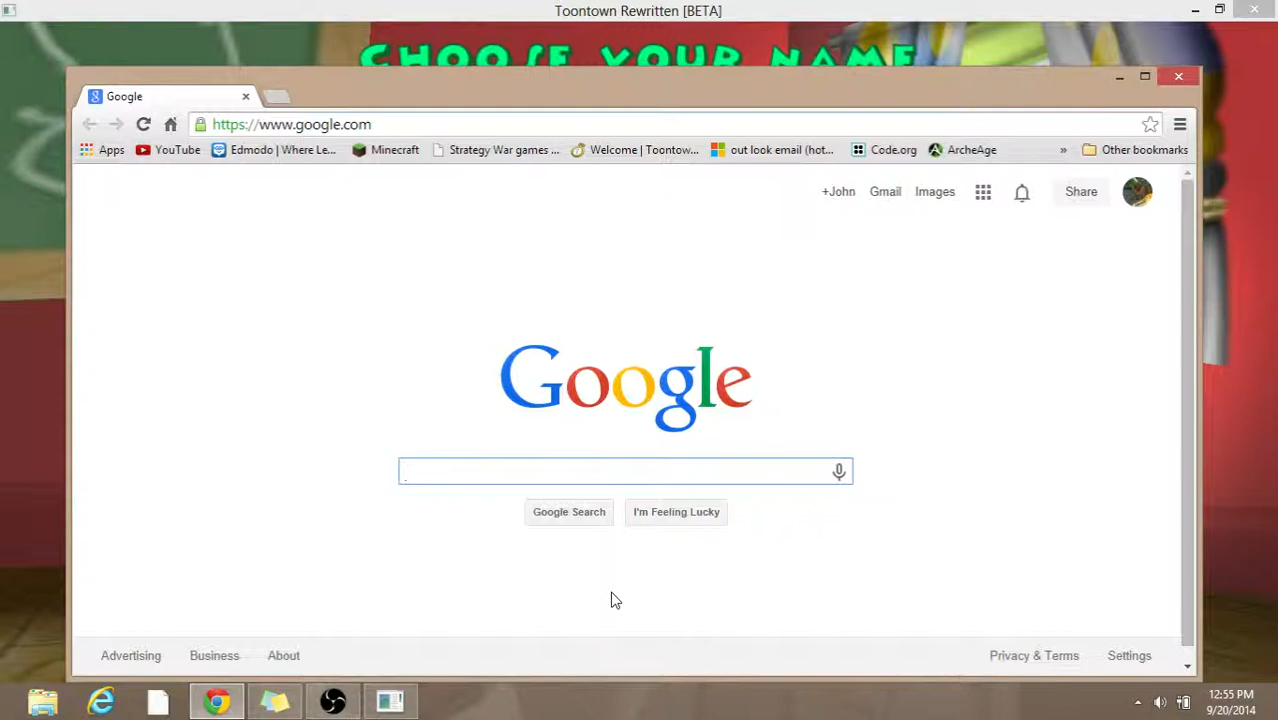 Toontown Rewritten [BETA]
CHOOSE YOUR NAME
Google
https://www.google.com
Apps YouTube Edmodo | Where Le... Minecraft Strategy War games ... Welcome | Toontow... out look email (hot... Code.org ArcheAge » Other bookmarks
+John Gmail Images Share
Google
Google Search I'm Feeling Lucky
Advertising Business About Privacy & Terms Settings
12:55 PM
9/20/2014